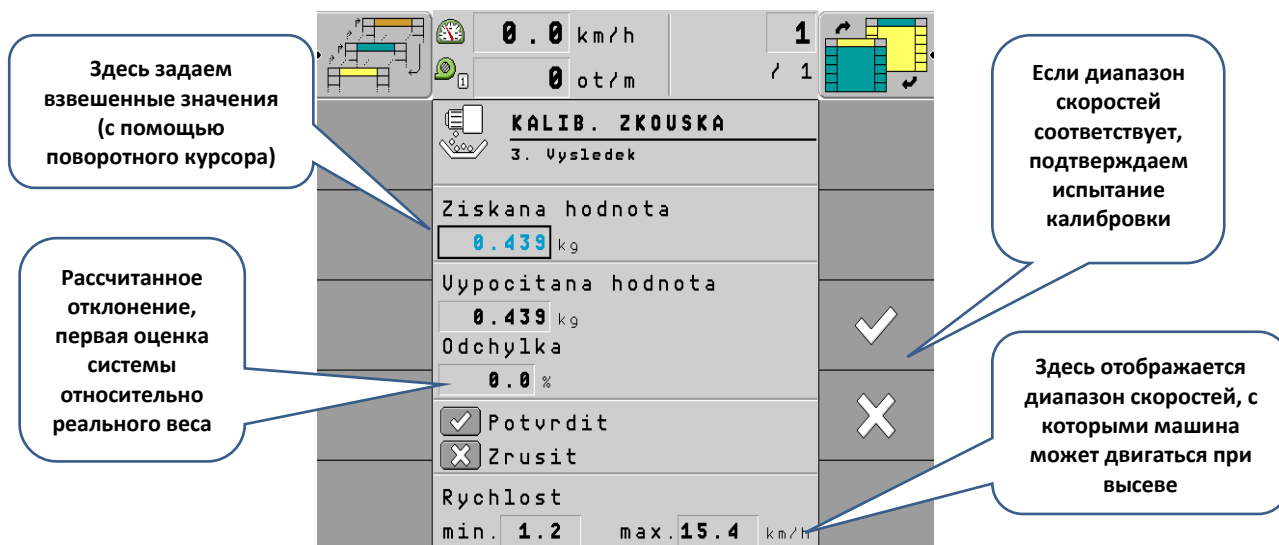 Здесь задаем
взвешенные значения
(с помощью
поворотного курсора)
Рассчитанное
отклонение,
первая оценка
системы
относительно
реального веса
0.0 km/h
1
1
0 ot/m
/ 1
KALIB. ZKOUSKA
3. Vysledek
Ziskana hodnota
0.439 kg
Vypocitana hodnota
0.439 kg
Odchylka
0.0 %
Potvrdit
Zrusit
Rychlost
min. 1.2 max. 15.4 km/h
Если диапазон
скоростей
соответствует,
подтверждаем
испытание
калибровки
Здесь отображается
диапазон скоростей, с
которыми машина
может двигаться при
высеве